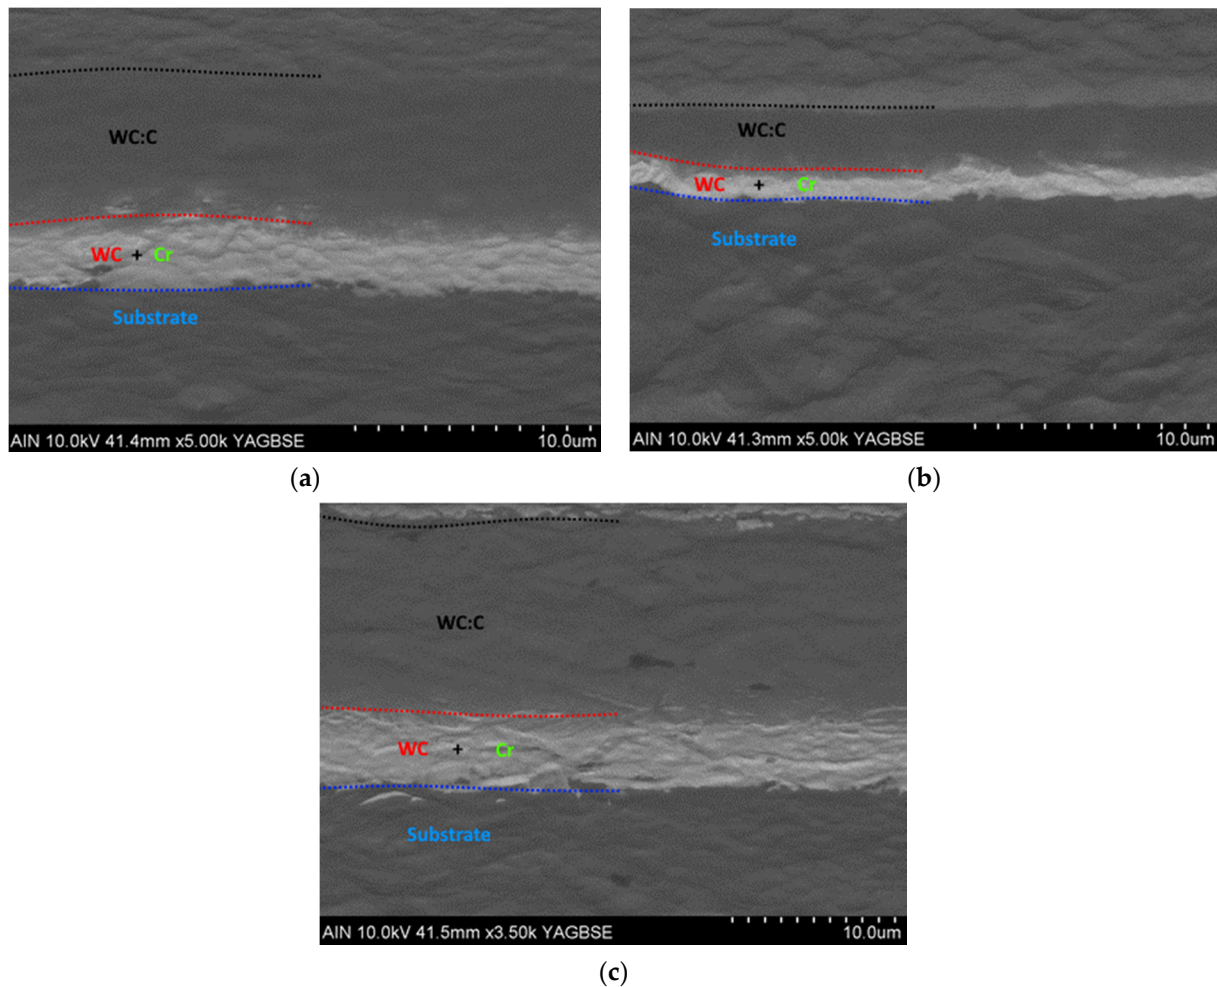 WC:C
WC + Cr
Substrate
AIN 10.0kV 41.4mm x5.00k YAGBSE 10.0um
(a)
WC:C
WC + Cr
Substrate
AIN 10.0kV 41.3mm x5.00k YAGBSE 10.0um
(b)
WC:C
WC + Cr
Substrate
AIN 10.0kV 41.5mm x3.50k YAGBSE 10.0um
(c)